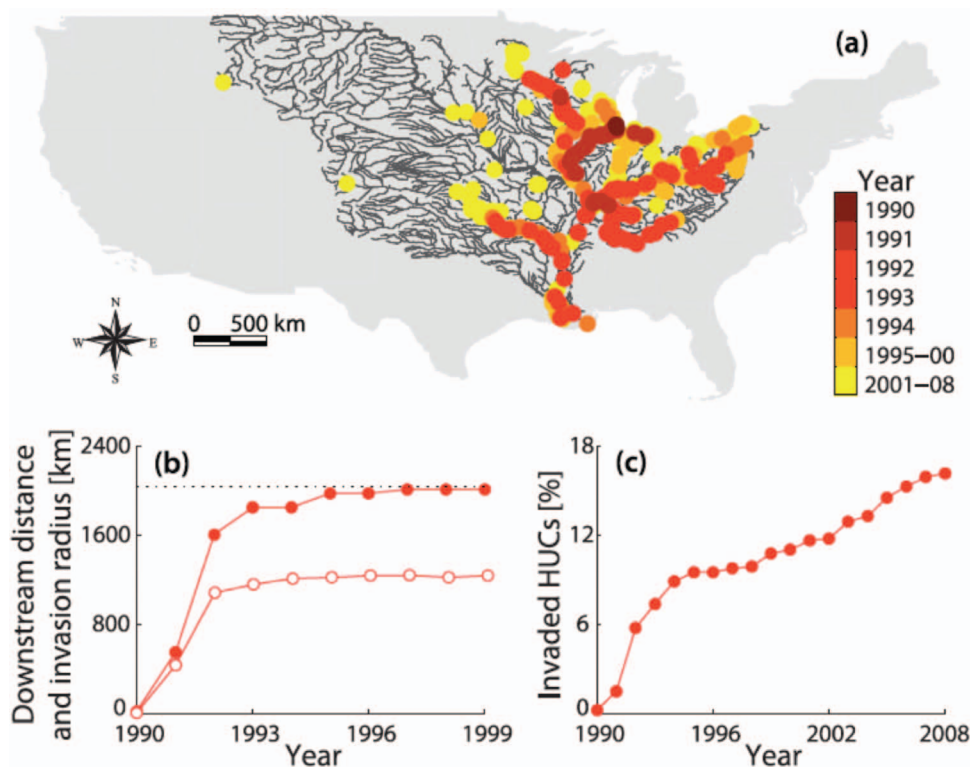 (a)
Year
1990
1991
1992
1993
1994
1995–00
2001–08
N
W E
S
0 500 km
(b)
Downstream distance
and invasion radius [km]
2400
1600
800
0
1990 1993 1996 1999
Year
(c)
Invaded HUCs [%]
18
12
6
0
1990 1996 2002 2008
Year